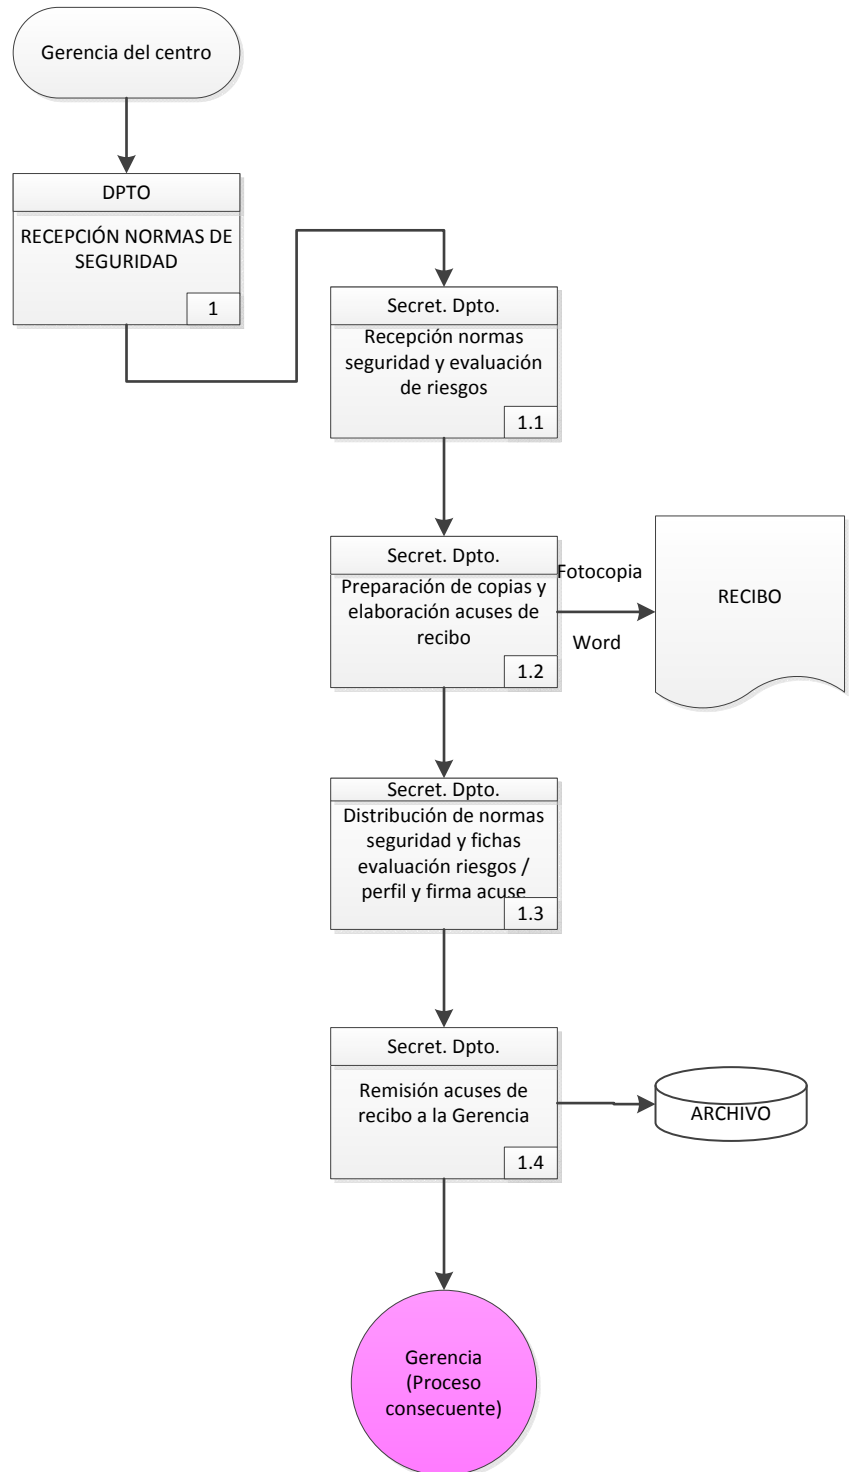 Gerencia del centro
DPTO
RECEPCIÓN NORMAS DE
SEGURIDAD
1
Secret. Dpto.
Recepción normas
seguridad y evaluación
de riesgos
1.1
Secret. Dpto.
Preparación de copias y
elaboración acuses de
recibo
1.2
Fotocopia
Word
RECIBO
Secret. Dpto.
Distribución de normas
seguridad y fichas
evaluación riesgos /
perfil y firma acuse
1.3
Secret. Dpto.
Remisión acuses de
recibo a la Gerencia
1.4
ARCHIVO
Gerencia
(Proceso
consecuente)